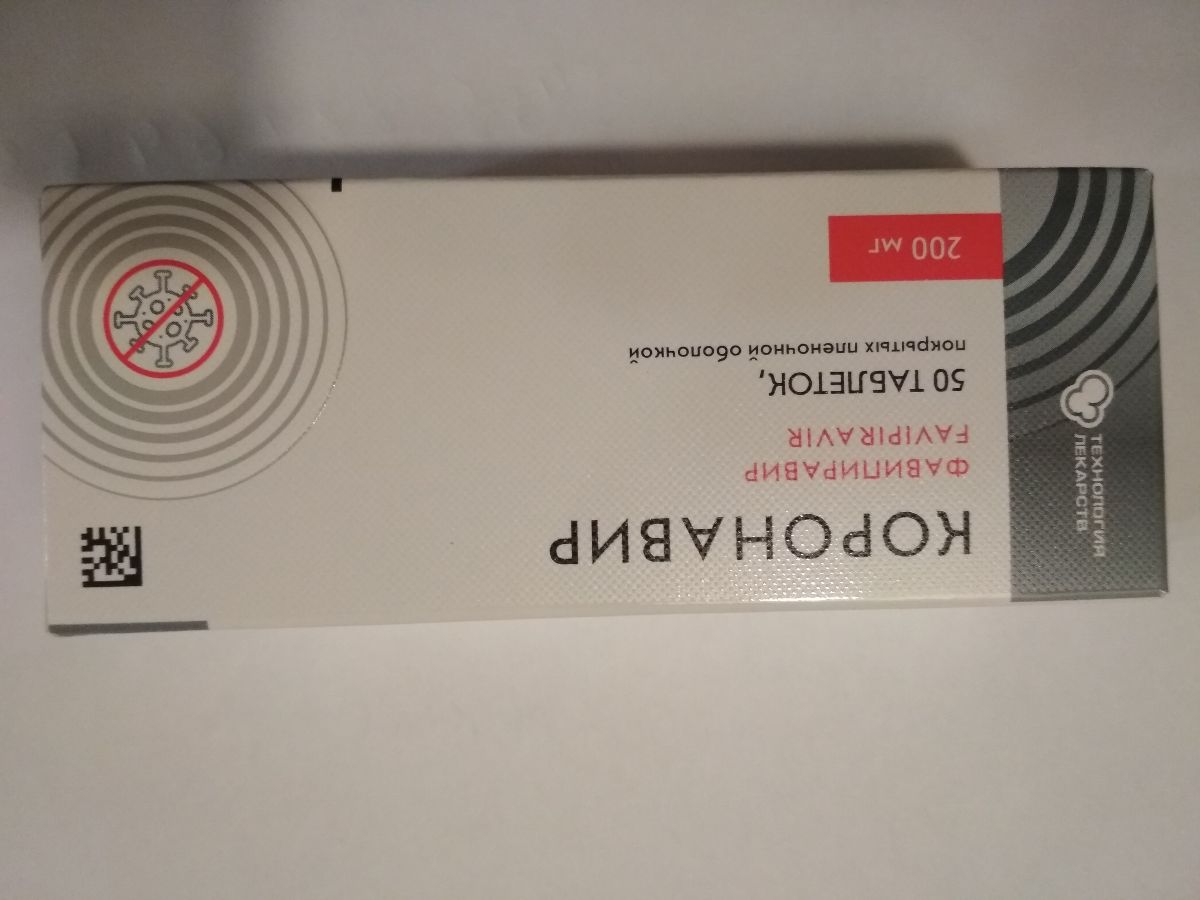 КОРОНАВИР
ФАВИПИРАВИР
FAVIPIRAVIR
50 ТАБЛЕТОК,
покрытых пленочной оболочкой
200 мг
ТЕХНОЛОГИЯ
ЛЕКАРСТВ